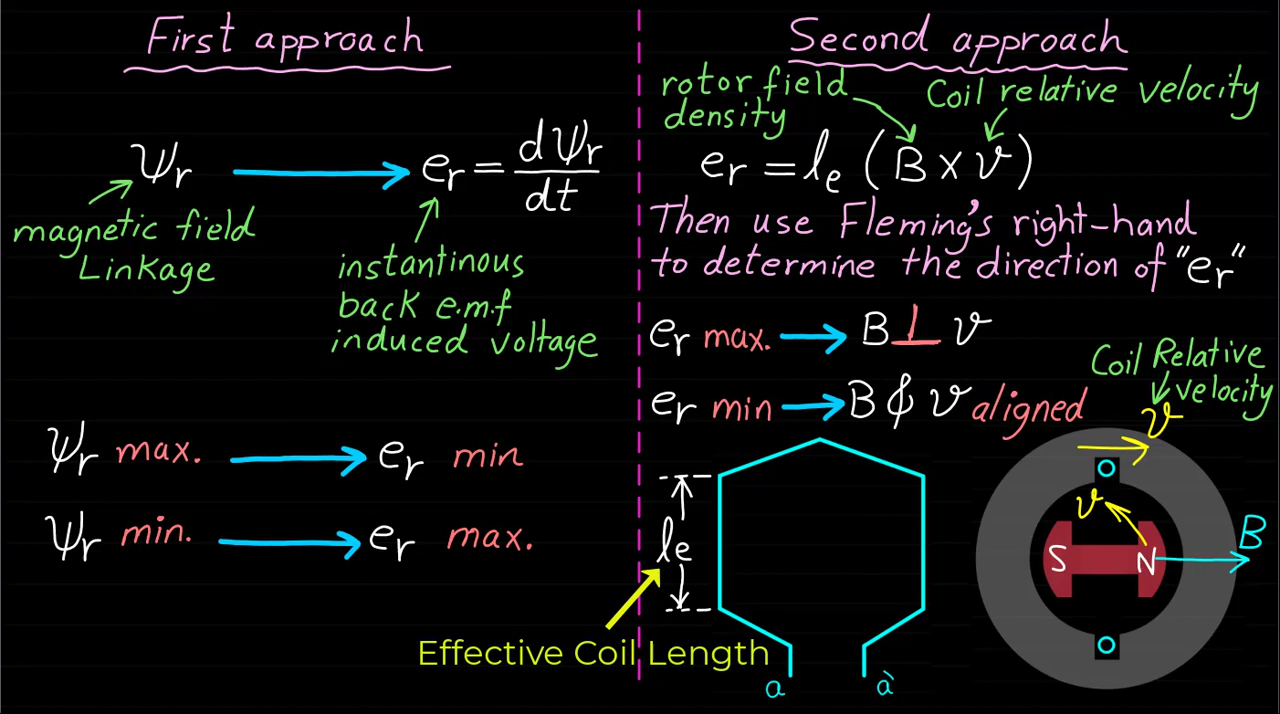 First approach
ψr → er = dψr/dt
magnetic field
Linkage
instantinous
back e.m.f
induced voltage
ψr max. → er min
ψr min. → er max.
Second approach
rotor field
density
Coil relative velocity
er = le (B x v)
Then use Fleming's right-hand
to determine the direction of "er"
er max. → B ⊥ v
er min → B & v aligned
Coil Relative
velocity
v
v
B
S N
le
Effective Coil Length
a à